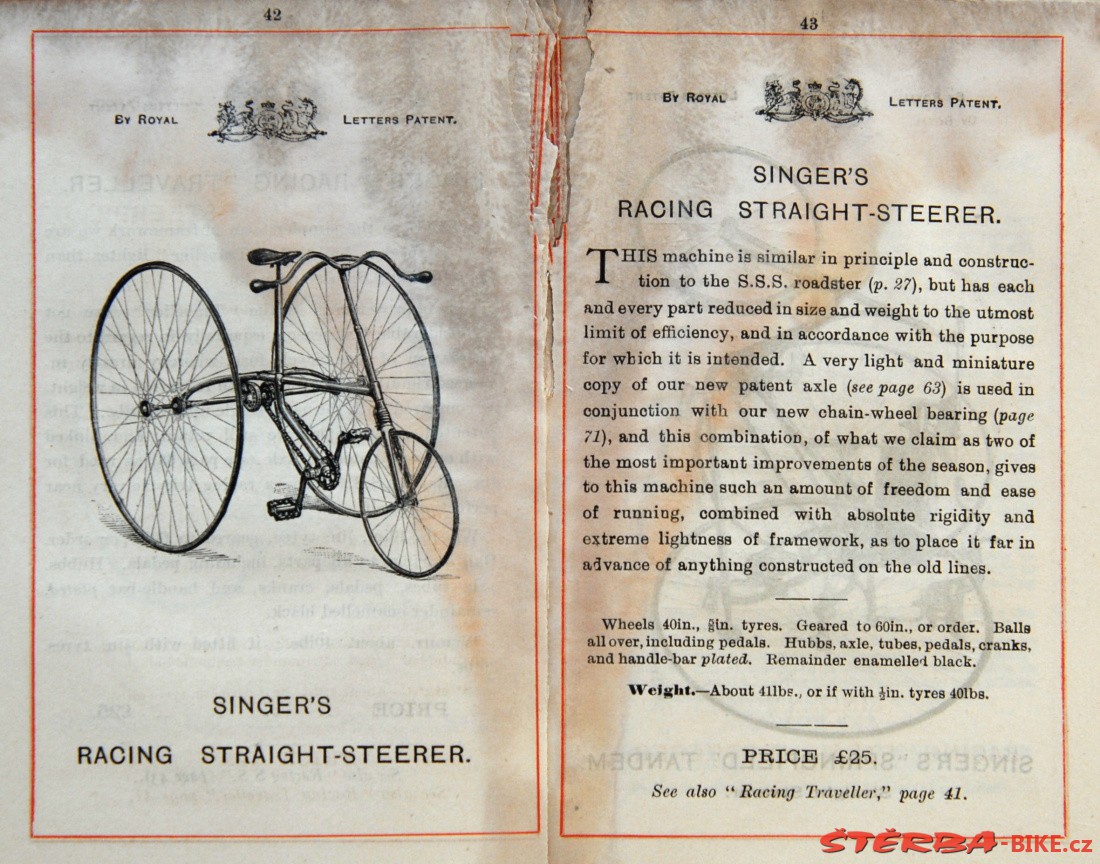 42
BY ROYAL LETTERS PATENT.
SINGER'S
RACING STRAIGHT-STEERER.
43
BY ROYAL LETTERS PATENT.
SINGER'S
RACING STRAIGHT-STEERER.
THIS machine is similar in principle and construc-
tion to the S.S.S. roadster (p. 27), but has each
and every part reduced in size and weight to the utmost
limit of efficiency, and in accordance with the purpose
for which it is intended. A very light and miniature
copy of our new patent axle (see page 63) is used in
conjunction with our new chain-wheel bearing (page
71), and this combination, of what we claim as two of
the most important improvements of the season, gives
to this machine such an amount of freedom and ease
of running, combined with absolute rigidity and
extreme lightness of framework, as to place it far in
advance of anything constructed on the old lines.
Wheels 40in., in. tyres. Geared to 60in., or order. Balls
all over, including pedals. Hubbs, axle, tubes, pedals, cranks,
and handle-bar plated. Remainder enamelled black.
Weight.—About 41lbs., or if with ½in. tyres 40lbs.
PRICE £25.
See also "Racing Traveller," page 41.
ŠTĚRBA-BIKE.cz